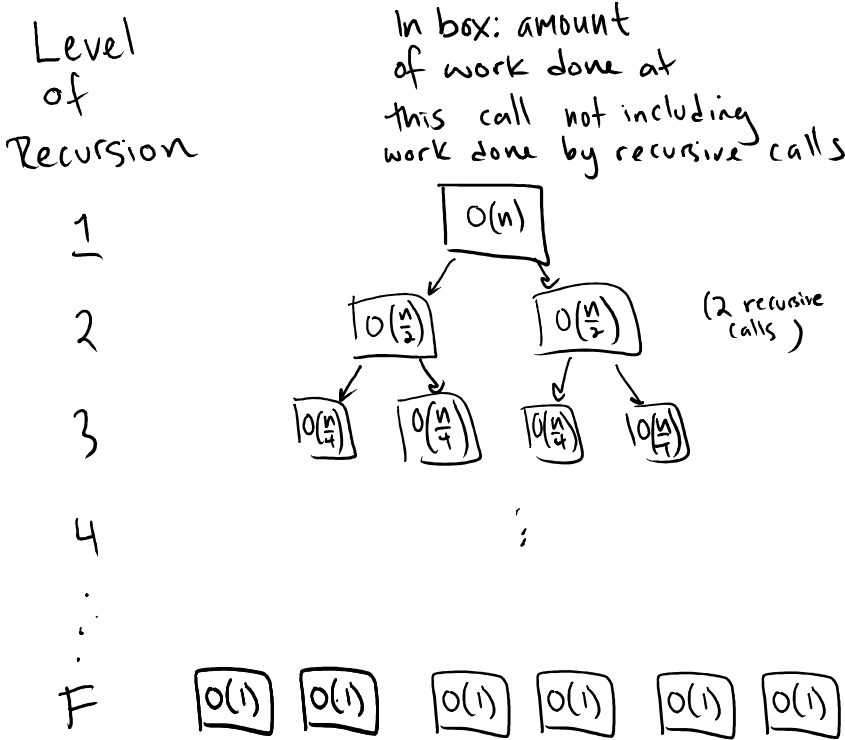 Level
of
Recursion
In box: amount
of work done at
this call not including
work done by recursive calls
1 O(n)
2 O(n/2) O(n/2) (2 recursive
calls)
3 O(n/4) O(n/4) O(n/4) O(n/4)
4
F O(1) O(1) O(1) O(1) O(1) O(1)